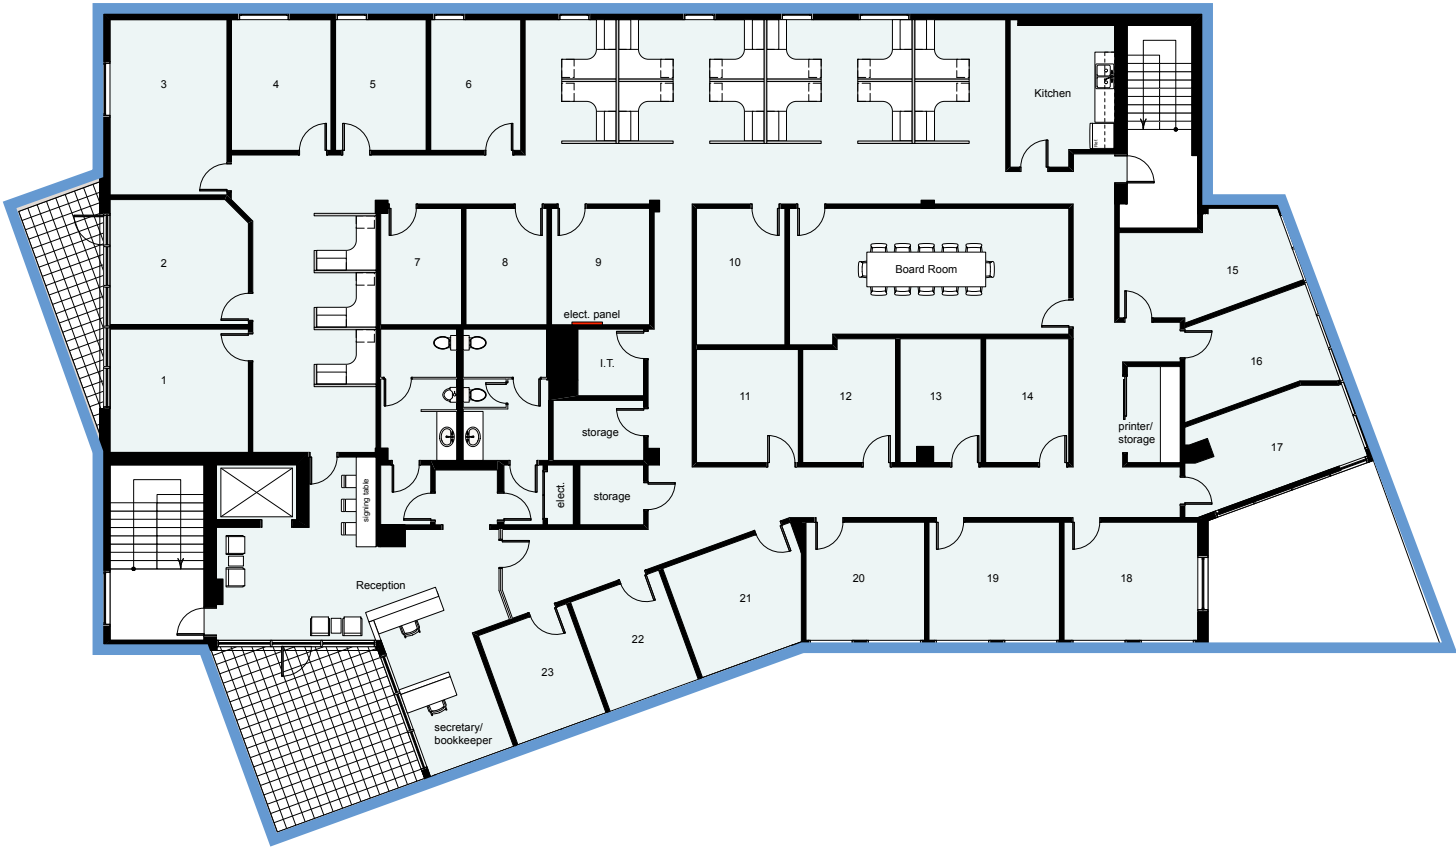 3
4
5
6
Kitchen
2
7
8
9
10
Board Room
15
elect. panel
1
I.T.
16
11
12
13
14
storage
printer/
storage
17
signing table
elect.
storage
Reception
20
19
18
21
22
23
secretary/
bookkeeper